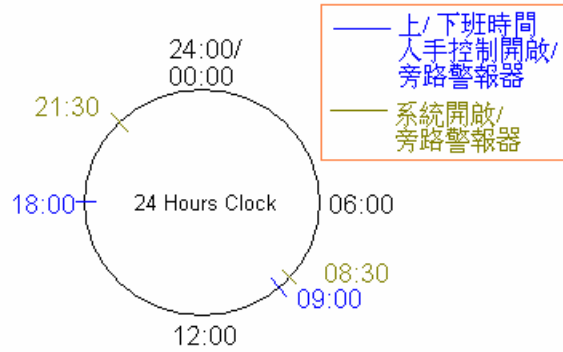 24:00/
00:00
21:30
18:00
24 Hours Clock
06:00
08:30
09:00
12:00
上/ 下班時間
人手控制開啟/
旁路警報器
系統開啟/
旁路警報器